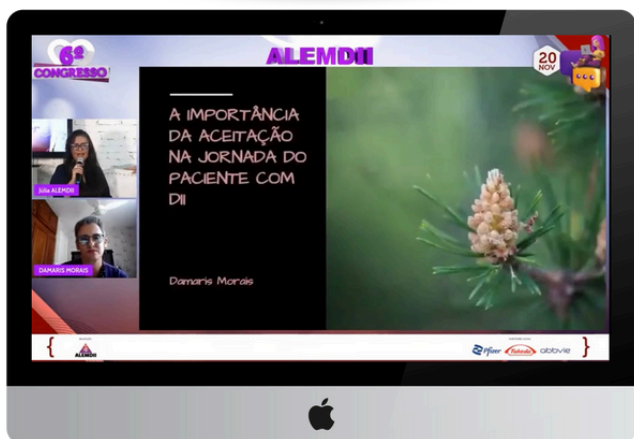 6º
CONGRESSO
ALEMDII
20
NOV
A IMPORTÂNCIA
DA ACEITAÇÃO
NA JORNADA DO
PACIENTE COM
DII
Júlia ALEMDII
DAMARIS MORAIS
Damaris Morais
ALEMDII
Pfizer
Takeda
abbvie